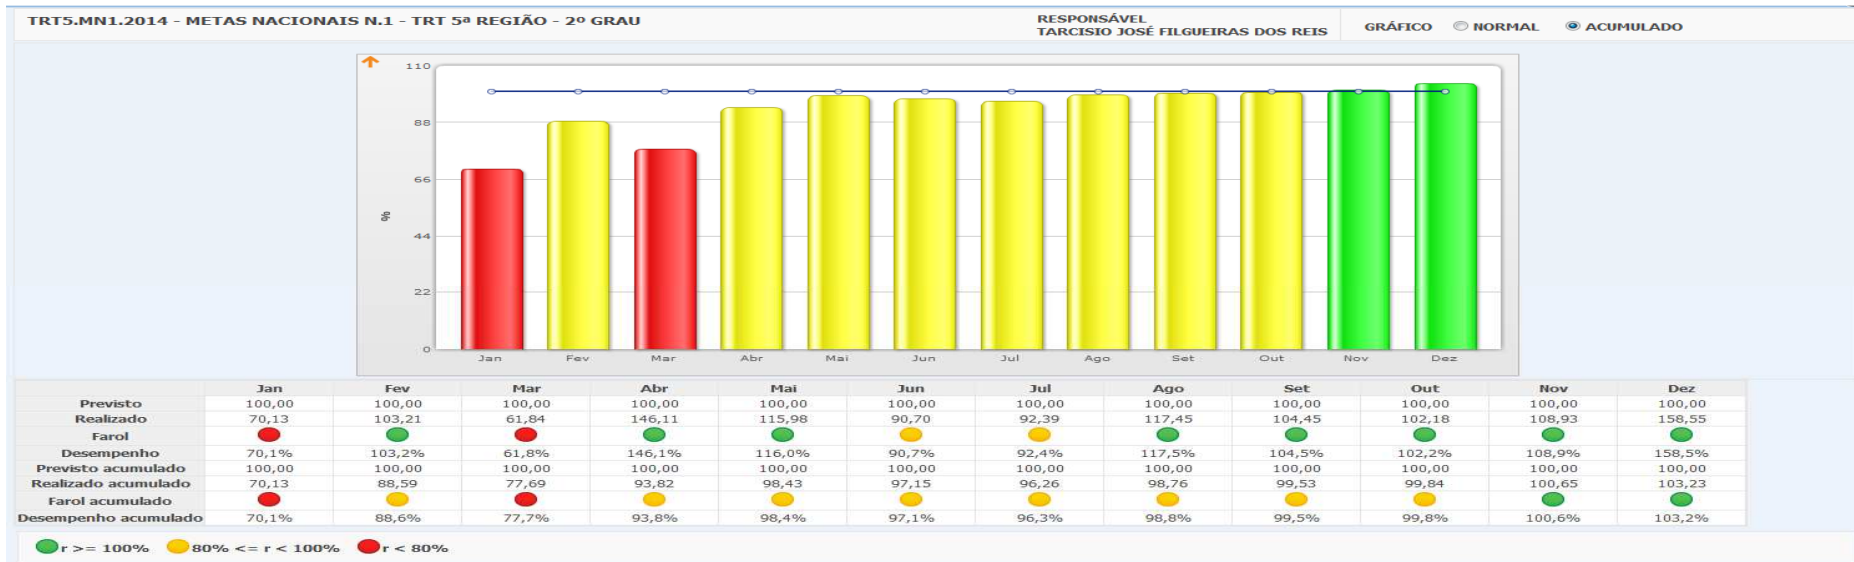 TRT5.MN1.2014 - METAS NACIONAIS N.1 - TRT 5ª REGIÃO - 2º GRAU
RESPONSÁVEL
TARCISIO JOSÉ FILGUEIRAS DOS REIS
GRÁFICO NORMAL ACUMULADO
110
88
66
44
22
0
%
Jan Fev Mar Abr Mai Jun Jul Ago Set Out Nov Dez
Jan Fev Mar Abr Mai Jun Jul Ago Set Out Nov Dez
Previsto 100,00 100,00 100,00 100,00 100,00 100,00 100,00 100,00 100,00 100,00 100,00 100,00
Realizado 70,13 103,21 61,84 146,11 115,98 90,70 92,39 117,45 104,45 102,18 108,93 158,55
Farol
Desempenho 70,1% 103,2% 61,8% 146,1% 116,0% 90,7% 92,4% 117,5% 104,5% 102,2% 108,9% 158,5%
Previsto acumulado 100,00 100,00 100,00 100,00 100,00 100,00 100,00 100,00 100,00 100,00 100,00 100,00
Realizado acumulado 70,13 88,59 77,69 93,82 98,43 97,15 96,26 98,76 99,53 99,84 100,65 103,23
Farol acumulado
Desempenho acumulado 70,1% 88,6% 77,7% 93,8% 98,4% 97,1% 96,3% 98,8% 99,5% 99,8% 100,6% 103,2%
r >= 100% 80% <= r < 100% r < 80%